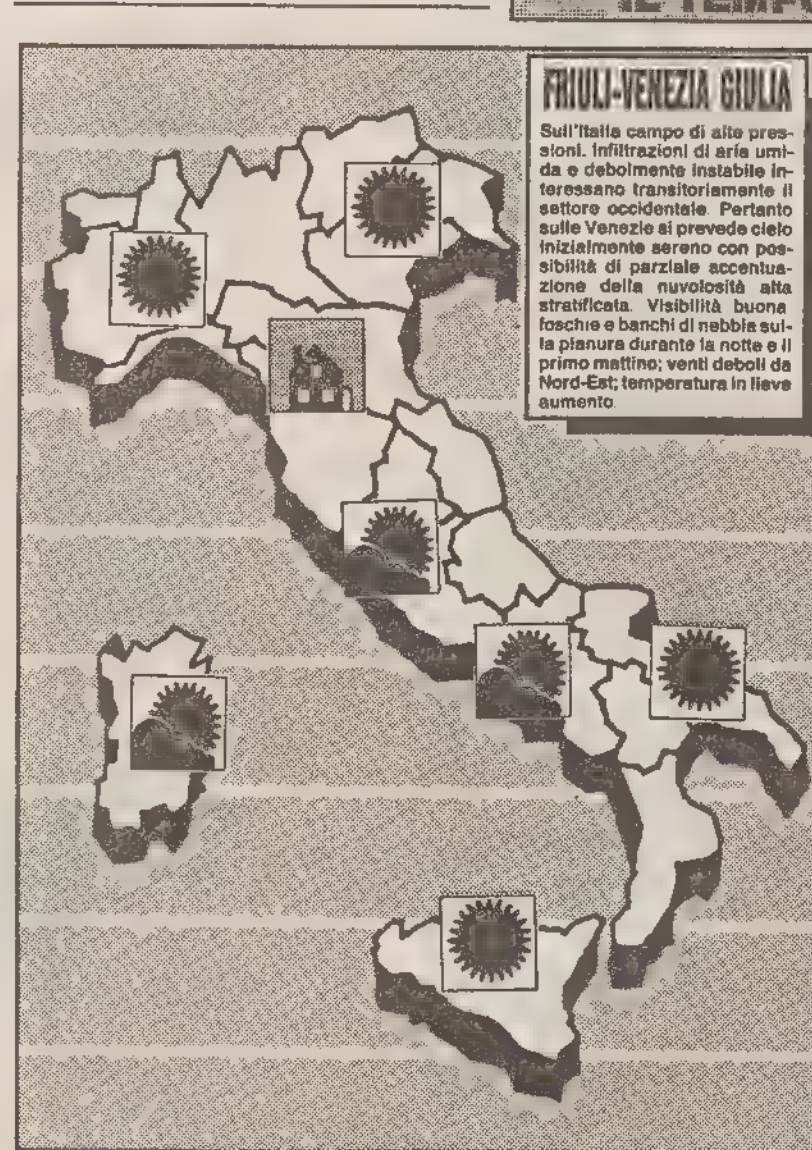 IL TEMPO
FRIULI-VENEZIA GIULIA
Sull'Italia campo di alte pres-
sioni. Infiltrazioni di aria umi-
da e debolmente instabile in-
teressano transitoriamente il
settore occidentale. Pertanto
sulle Venezie si prevede cielo
inizialmente sereno con pos-
sibilità di parziale accentua-
zione della nuvolosità alta
stratificata. Visibilità buona
foschie e banchi di nebbia sul-
la pianura durante la notte e il
primo mattino; venti deboli da
Nord-Est; temperatura in lieve
aumento.